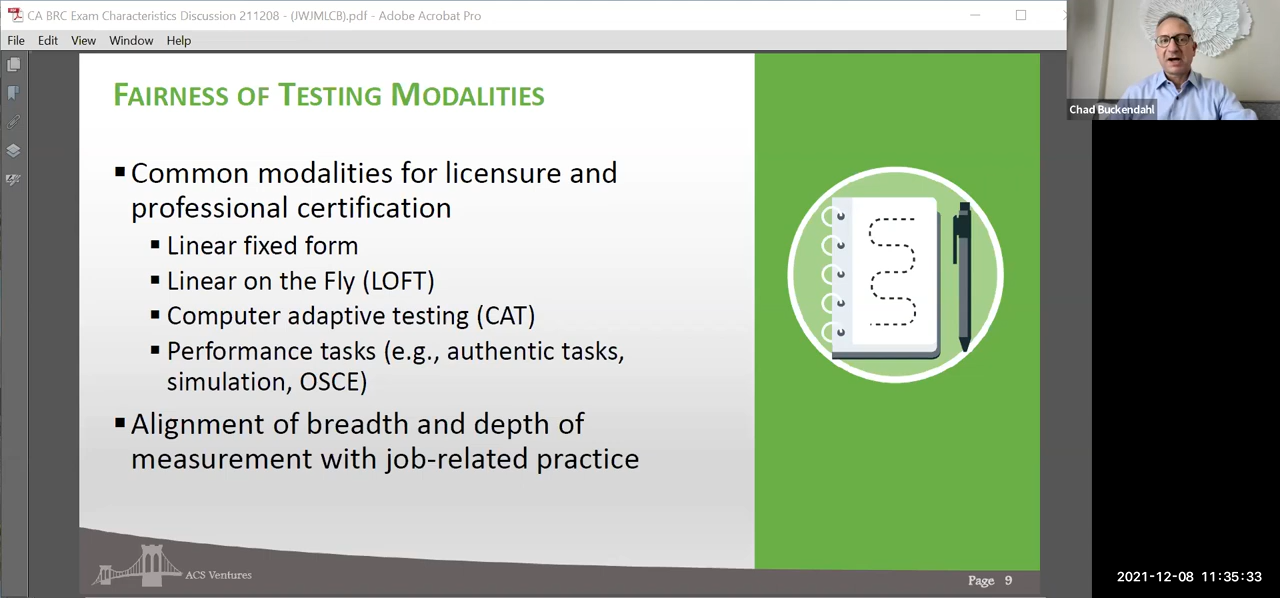 CA BRC Exam Characteristics Discussion 211208 - (JWJMLCB).pdf - Adobe Acrobat Pro
File Edit View Window Help
FAIRNESS OF TESTING MODALITIES
▪ Common modalities for licensure and
professional certification
▪ Linear fixed form
▪ Linear on the Fly (LOFT)
▪ Computer adaptive testing (CAT)
▪ Performance tasks (e.g., authentic tasks,
simulation, OSCE)
▪ Alignment of breadth and depth of
measurement with job-related practice
ACS Ventures
Page 9
Chad Buckendahl
2021-12-08 11:35:33